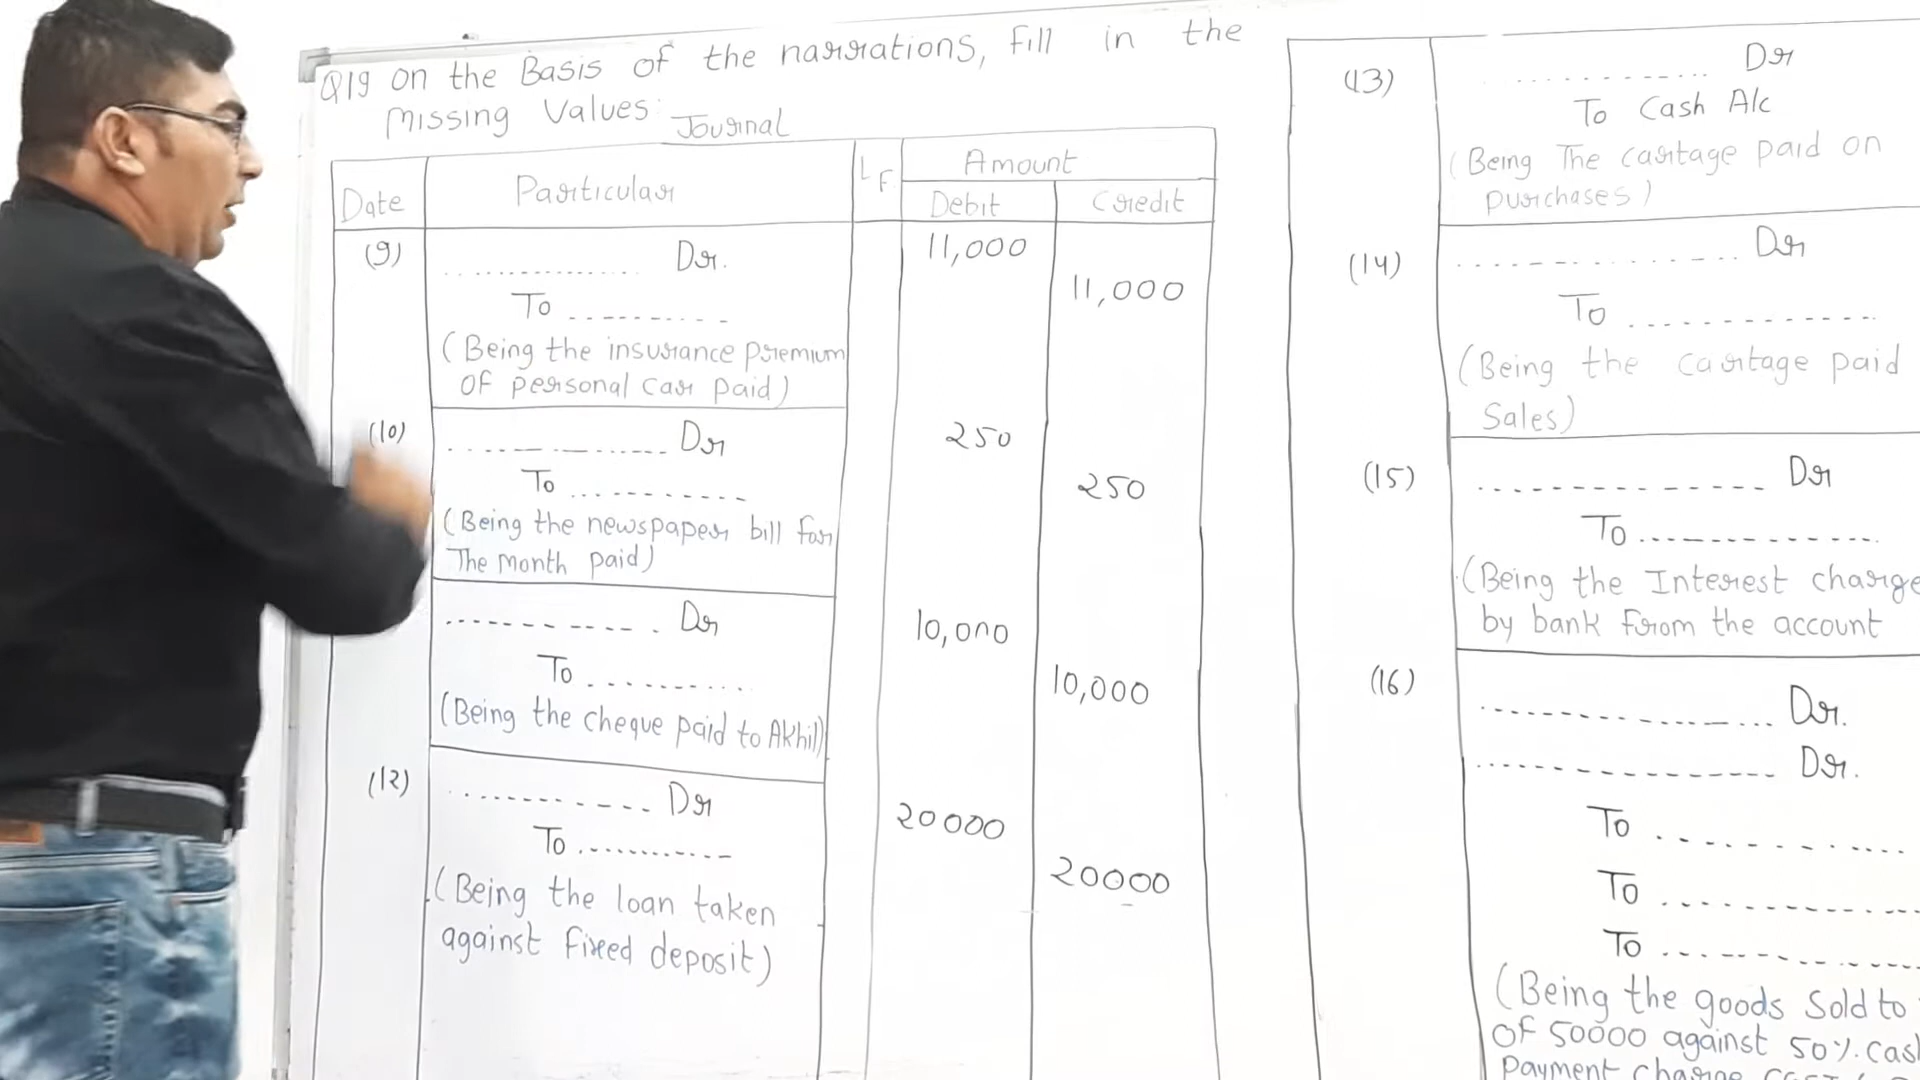 Q19 On the Basis of the narrations, Fill in the
Missing Values:
Journal
Date
Particular
L F
Amount
Debit
Credit
(9)
.................. Dr.
11,000
To ..........
11,000
(Being the insurance premium
of personal car paid)
(10)
.................. Dr
250
To ...........
250
(Being the newspaper bill for
The month paid)
.............. Dr
10,000
To ...........
10,000
(Being the cheque paid to Akhil)
(12)
.............. Dr
20000
To ............
20000
(Being the loan taken
against fixed deposit)
(13)
................ Dr
To Cash A/c
(Being The cartage paid on
purchases)
(14)
.................. Dr
To ...............
(Being the cartage paid
Sales)
(15)
................ Dr
To ...............
(Being the Interest charge
by bank from the account
(16)
.................. Dr.
.................. Dr.
To ...............
To ...............
To ...............
(Being the goods Sold to
of 50000 against 50%. Cas
Payment